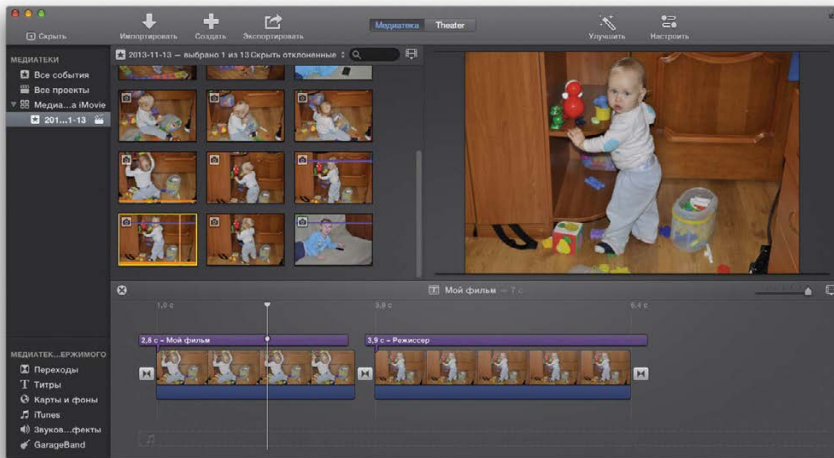 Медиатека Theater
Скрыть Импортировать Создать Экспортировать Улучшить Настроить
МЕДИАТЕКИ
Все события
Все проекты
Медиа...а iMovie
201...1-13
2013-11-13 – выбрано 1 из 13 Скрыть отклоненные
Мой фильм – 7 с
1,0 с 3,8 с 6,4 с
2,8 с – Мой фильм 3,9 с – Режиссер
МЕДИАТЕК...ЕРЖИМОГО
Переходы
Титры
Карты и фоны
iTunes
Звуков...фекты
GarageBand